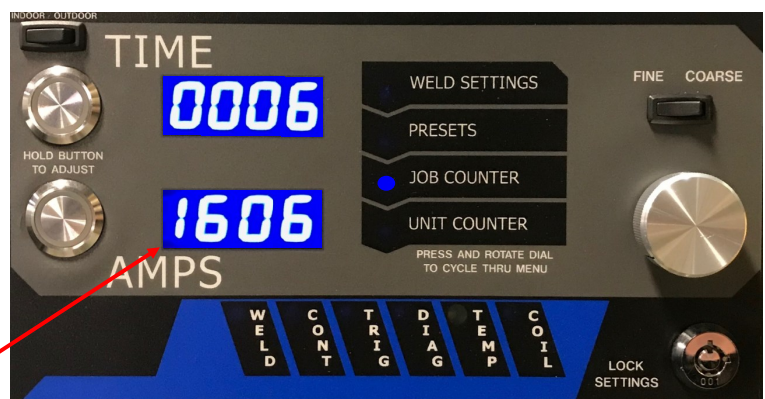 INDOOR / OUTDOOR
TIME
0006
HOLD BUTTON
TO ADJUST
1606
AMPS
WELD SETTINGS
PRESETS
JOB COUNTER
UNIT COUNTER
PRESS AND ROTATE DIAL
TO CYCLE THRU MENU
FINE COARSE
WELD
CONT
TRIG
DIAG
TEMP
COIL
LOCK
SETTINGS
001